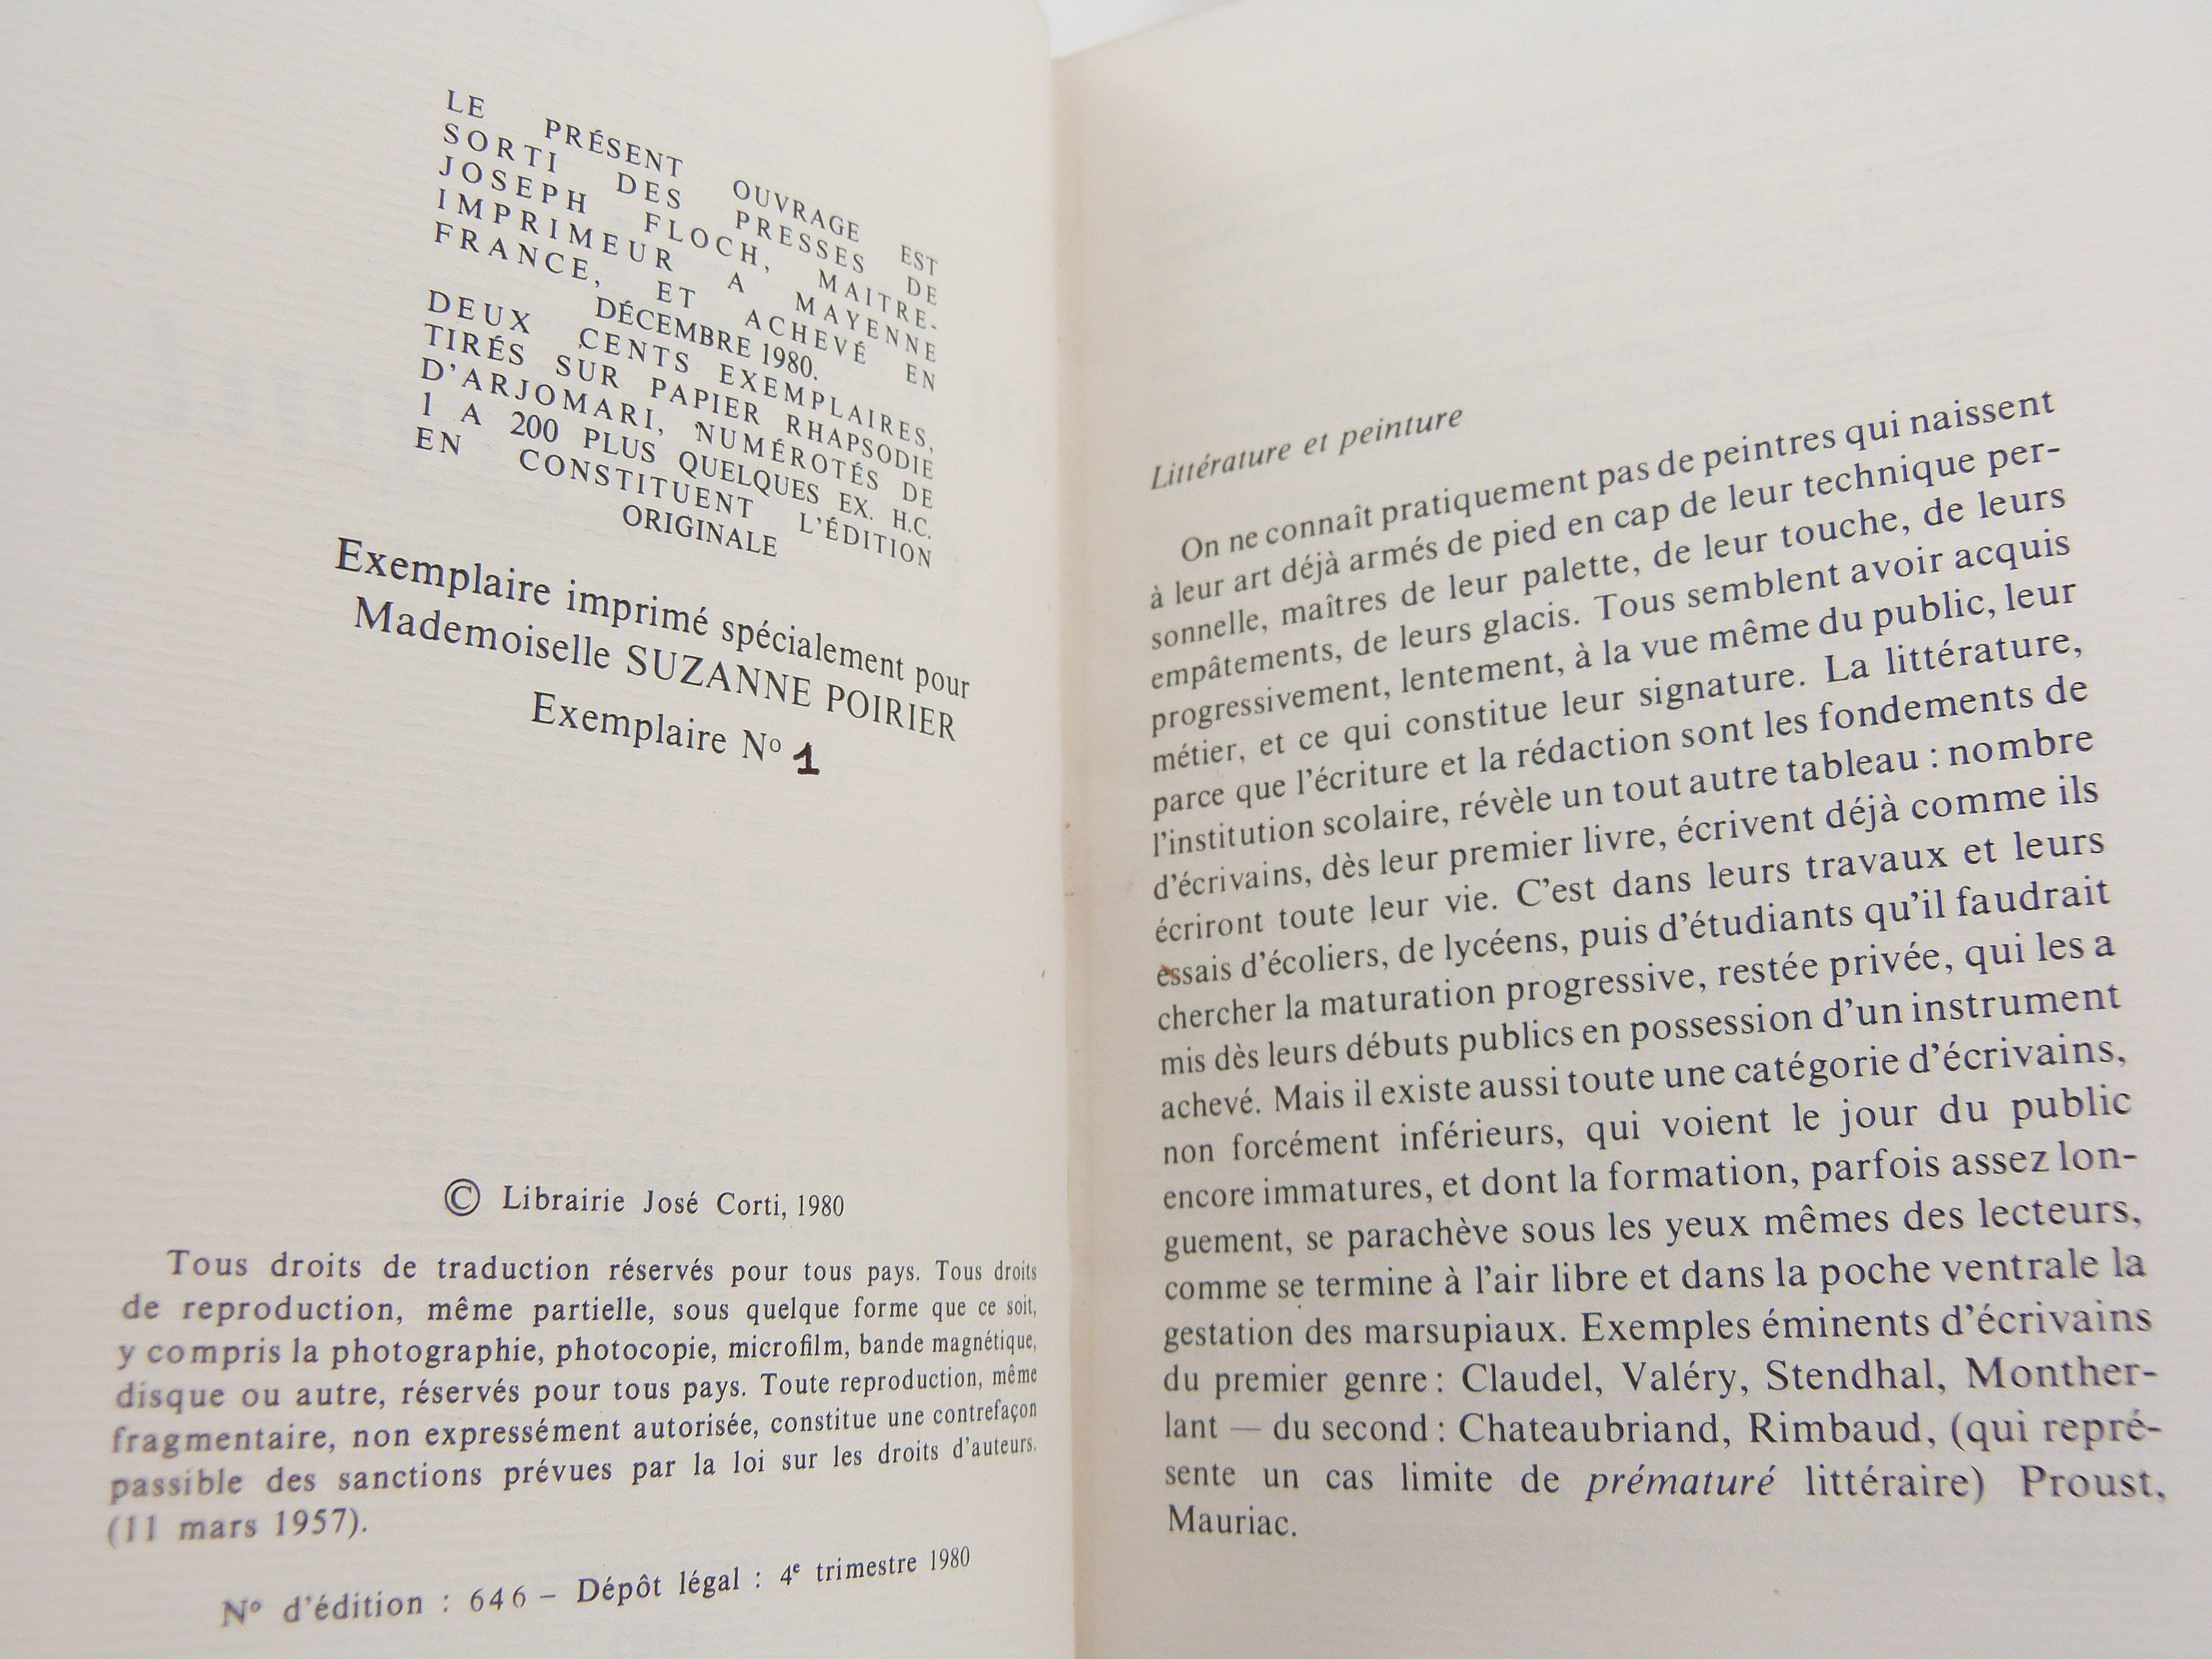 LE PRÉSENT OUVRAGE EST
SORTI DES PRESSES DE
JOSEPH FLOCH, MAITRE-
IMPRIMEUR A MAYENNE
FRANCE, ET ACHEVÉ EN
DÉCEMBRE 1980.
DEUX CENTS EXEMPLAIRES,
TIRÉS SUR PAPIER RHAPSODIE
D'ARJOMARI, NUMÉROTÉS DE
1 A 200 PLUS QUELQUES EX. H.C.
EN CONSTITUENT L'ÉDITION
ORIGINALE
Exemplaire imprimé spécialement pour
Mademoiselle SUZANNE POIRIER
Exemplaire Nº 1
© Librairie José Corti, 1980
Tous droits de traduction réservés pour tous pays. Tous droits
de reproduction, même partielle, sous quelque forme que ce soit,
y compris la photographie, photocopie, microfilm, bande magnétique,
disque ou autre, réservés pour tous pays. Toute reproduction, même
fragmentaire, non expressément autorisée, constitue une contrefaçon
passible des sanctions prévues par la loi sur les droits d'auteurs.
(11 mars 1957).
Nº d'édition : 646 – Dépôt légal : 4e trimestre 1980
Littérature et peinture
On ne connaît pratiquement pas de peintres qui naissent
à leur art déjà armés de pied en cap de leur technique per-
sonnelle, maîtres de leur palette, de leur touche, de leurs
empâtements, de leurs glacis. Tous semblent avoir acquis
progressivement, lentement, à la vue même du public, leur
métier, et ce qui constitue leur signature. La littérature,
parce que l'écriture et la rédaction sont les fondements de
l'institution scolaire, révèle un tout autre tableau : nombre
d'écrivains, dès leur premier livre, écrivent déjà comme ils
écriront toute leur vie. C'est dans leurs travaux et leurs
essais d'écoliers, de lycéens, puis d'étudiants qu'il faudrait
chercher la maturation progressive, restée privée, qui les a
mis dès leurs débuts publics en possession d'un instrument
achevé. Mais il existe aussi toute une catégorie d'écrivains,
non forcément inférieurs, qui voient le jour du public
encore immatures, et dont la formation, parfois assez lon-
guement, se parachève sous les yeux mêmes des lecteurs,
comme se termine à l'air libre et dans la poche ventrale la
gestation des marsupiaux. Exemples éminents d'écrivains
du premier genre : Claudel, Valéry, Stendhal, Monther-
lant — du second : Chateaubriand, Rimbaud, (qui repré-
sente un cas limite de prématuré littéraire) Proust,
Mauriac.